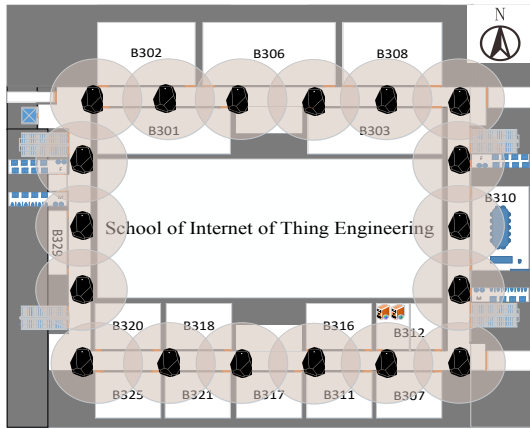 N
B302
B306
B308
B301
B303
B310
School of Internet of Thing Engineering
B329
B320
B318
B316
B312
B325
B321
B317
B311
B307